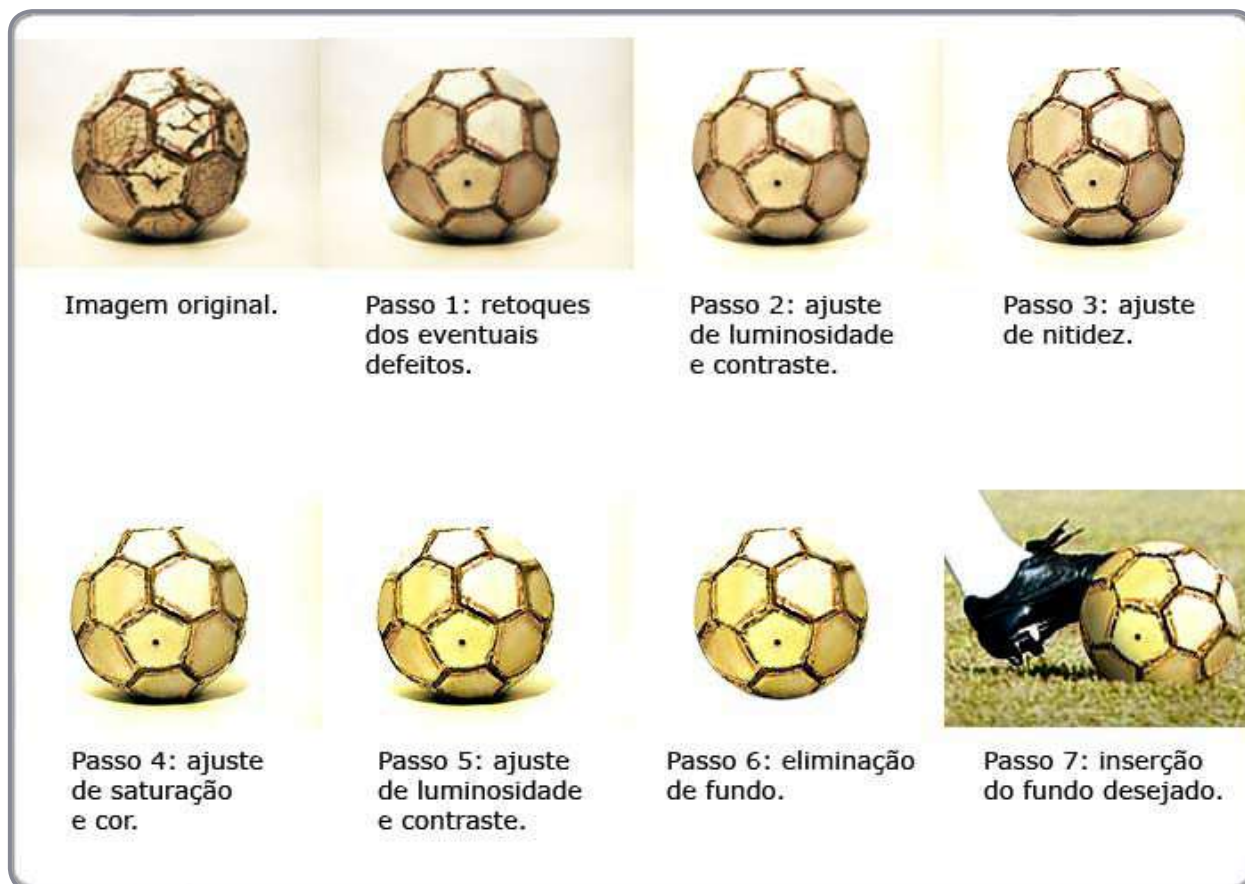 Imagem original.
Passo 1: retoques
dos eventuais
defeitos.
Passo 2: ajuste
de luminosidade
e contraste.
Passo 3: ajuste
de nitidez.
Passo 4: ajuste
de saturação
e cor.
Passo 5: ajuste
de luminosidade
e contraste.
Passo 6: eliminação
de fundo.
Passo 7: inserção
do fundo desejado.